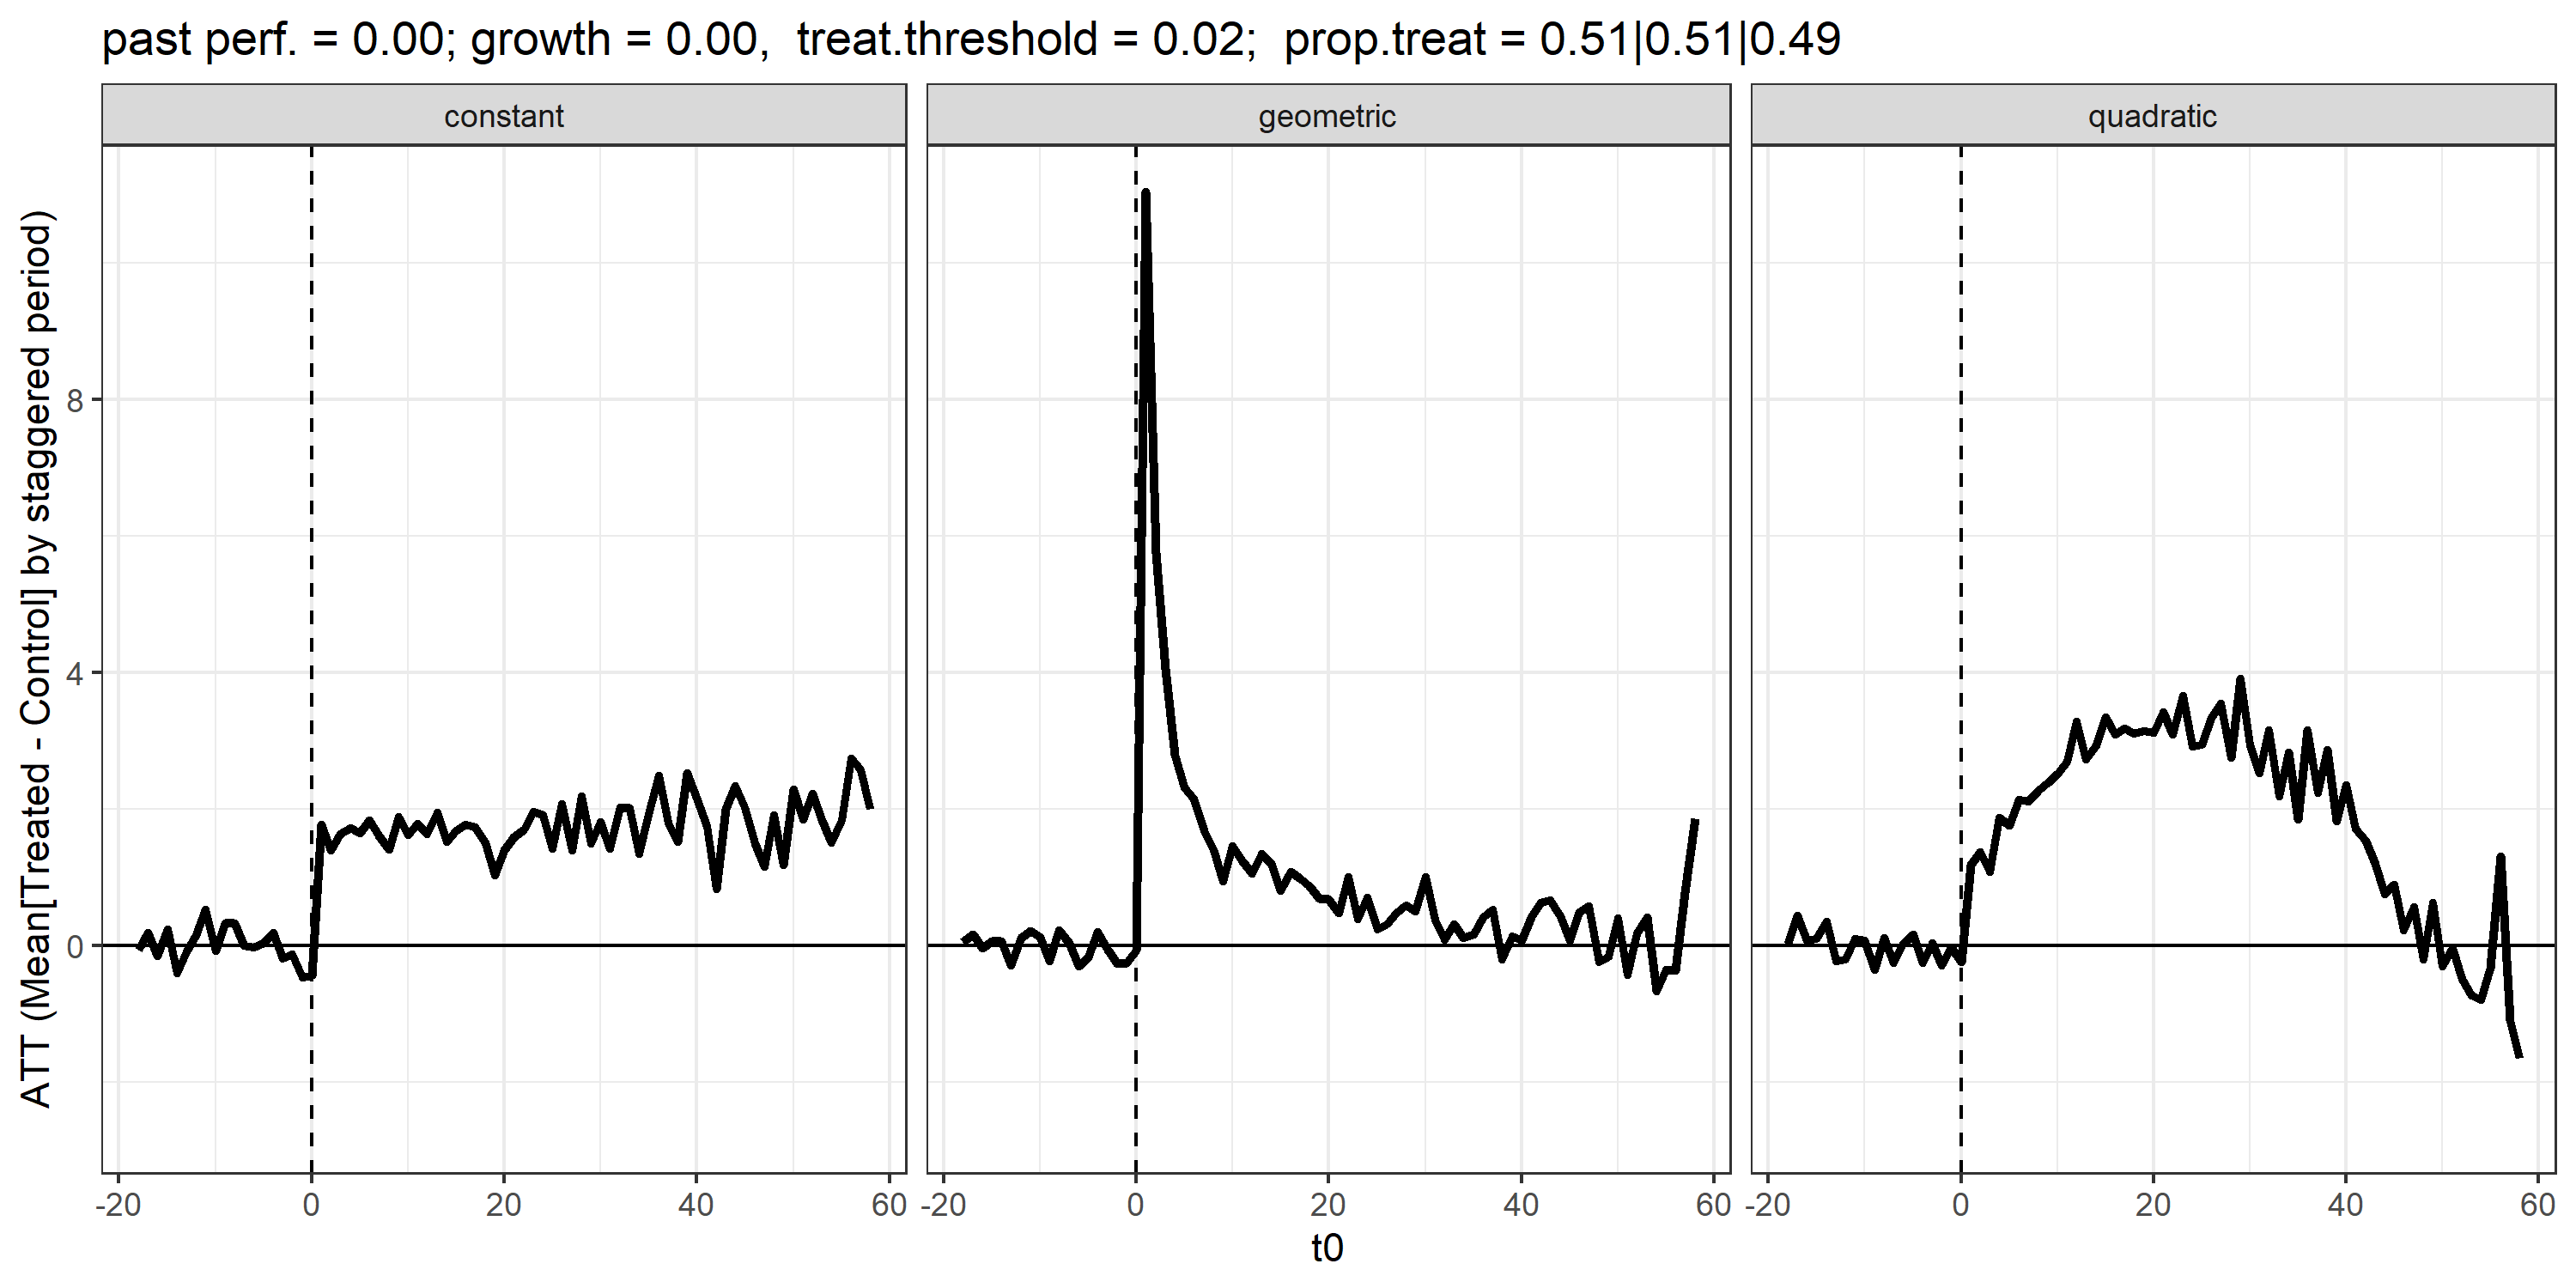 past perf. = 0.00; growth = 0.00,  treat.threshold = 0.02;  prop.treat = 0.51|0.51|0.49
constant
geometric
quadratic
ATT (Mean[Treated - Control] by staggered period)
8
4
0
-20 0 20 40 60
-20 0 20 40 60
-20 0 20 40 60
t0